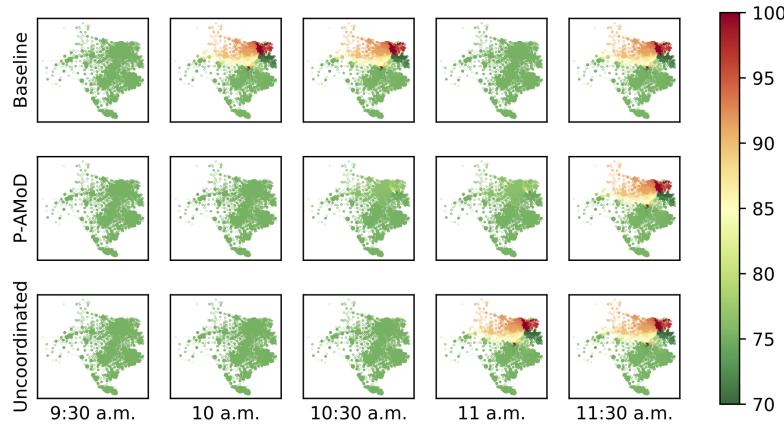 Baseline
P-AMoD
Uncoordinated
9:30 a.m.
10 a.m.
10:30 a.m.
11 a.m.
11:30 a.m.
100
95
90
85
80
75
70